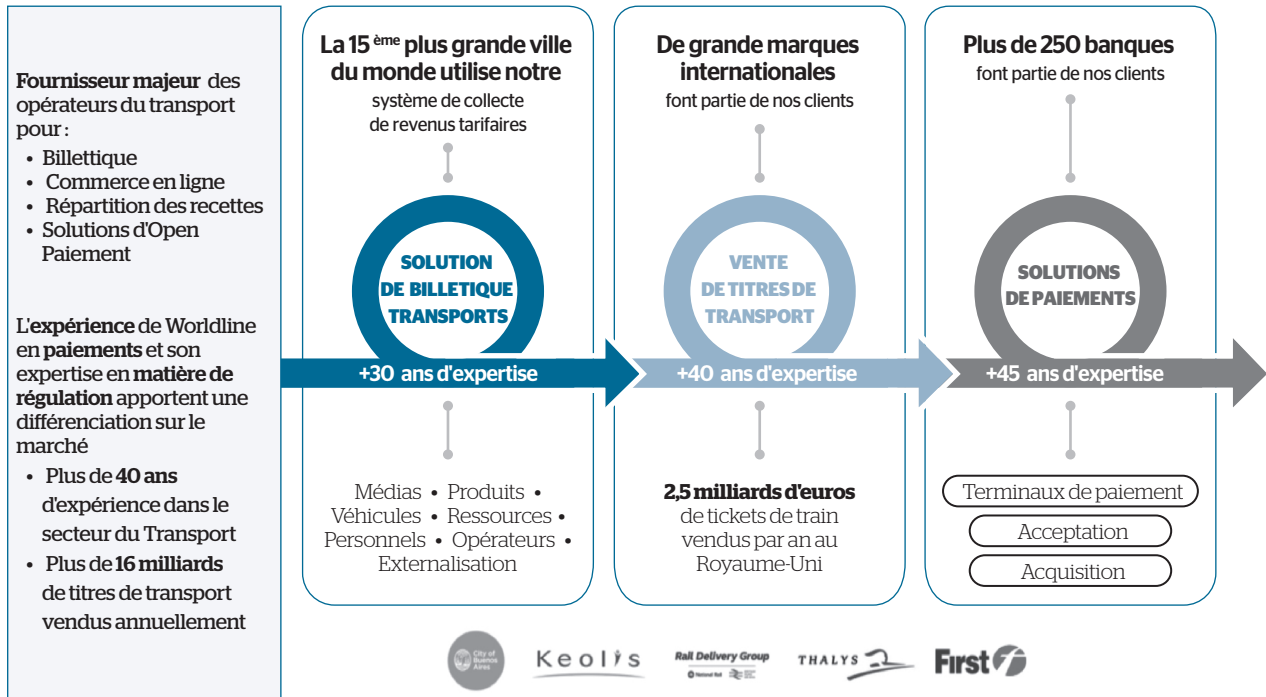 Fournisseur majeur des
opérateurs du transport
pour :
• Billettique
• Commerce en ligne
• Répartition des recettes
• Solutions d'Open
Paiement
L'expérience de Worldline
en paiements et son
expertise en matière de
régulation apportent une
différenciation sur le
marché
• Plus de 40 ans
d'expérience dans le
secteur du Transport
• Plus de 16 milliards
de titres de transport
vendus annuellement
La 15 ème plus grande ville
du monde utilise notre
système de collecte
de revenus tarifaires
SOLUTION
DE BILLETIQUE
TRANSPORTS
+30 ans d'expertise
Médias • Produits •
Véhicules • Ressources •
Personnels • Opérateurs •
Externalisation
De grande marques
internationales
font partie de nos clients
VENTE
DE TITRES DE
TRANSPORT
+40 ans d'expertise
2,5 milliards d'euros
de tickets de train
vendus par an au
Royaume-Uni
Plus de 250 banques
font partie de nos clients
SOLUTIONS
DE PAIEMENTS
+45 ans d'expertise
Terminaux de paiement
Acceptation
Acquisition
City of
Buenos
Aires
Keolis
Rail Delivery Group
National Rail
THALYS
First